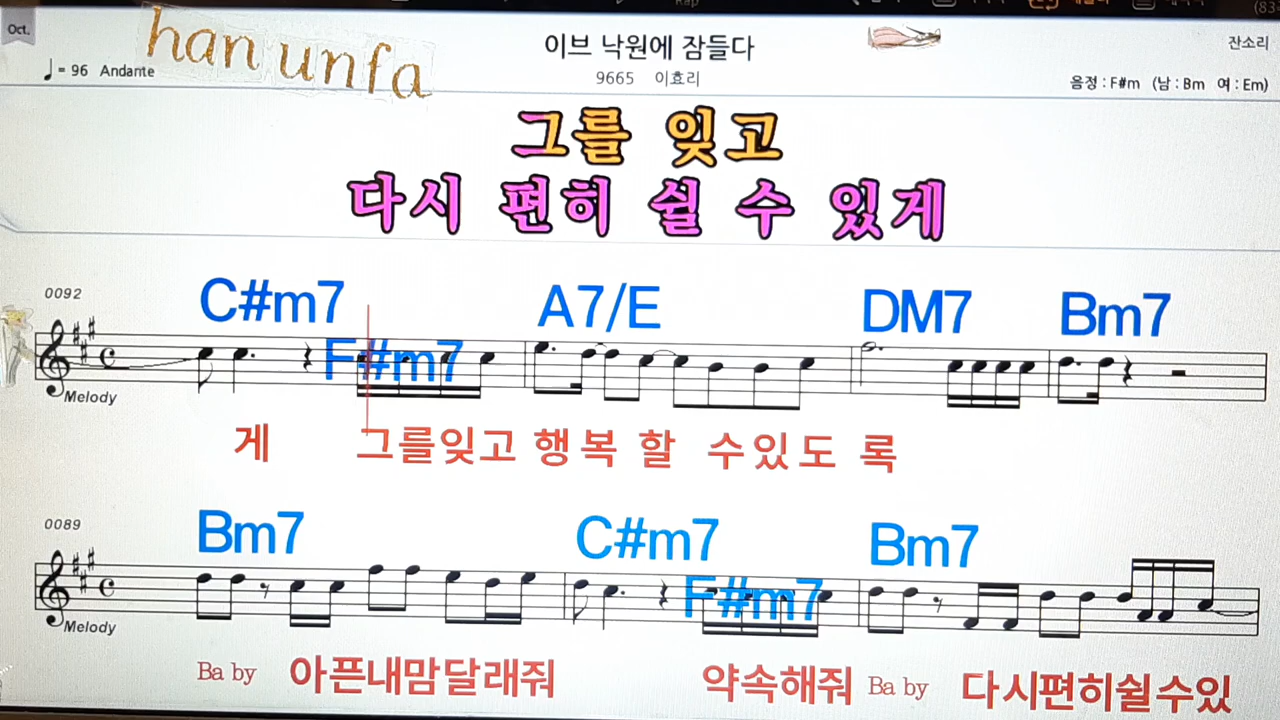 Rap
(83
Oct.
han unfa
이브 낙원에 잠들다
잔소리
♩= 96 Andante
9665 이효리
음정 : F#m (남 : Bm 여 : Em)
그를 잊고
다시 편히 쉴 수 있게
0092
C#m7 F#m7 A7/E DM7 Bm7
Melody
게 그를잊고 행복 할 수있도 록
0089
Bm7 C#m7 F#m7 Bm7
Melody
Ba by 아픈내맘달래줘 약속해줘 Ba by 다시편히쉴수있